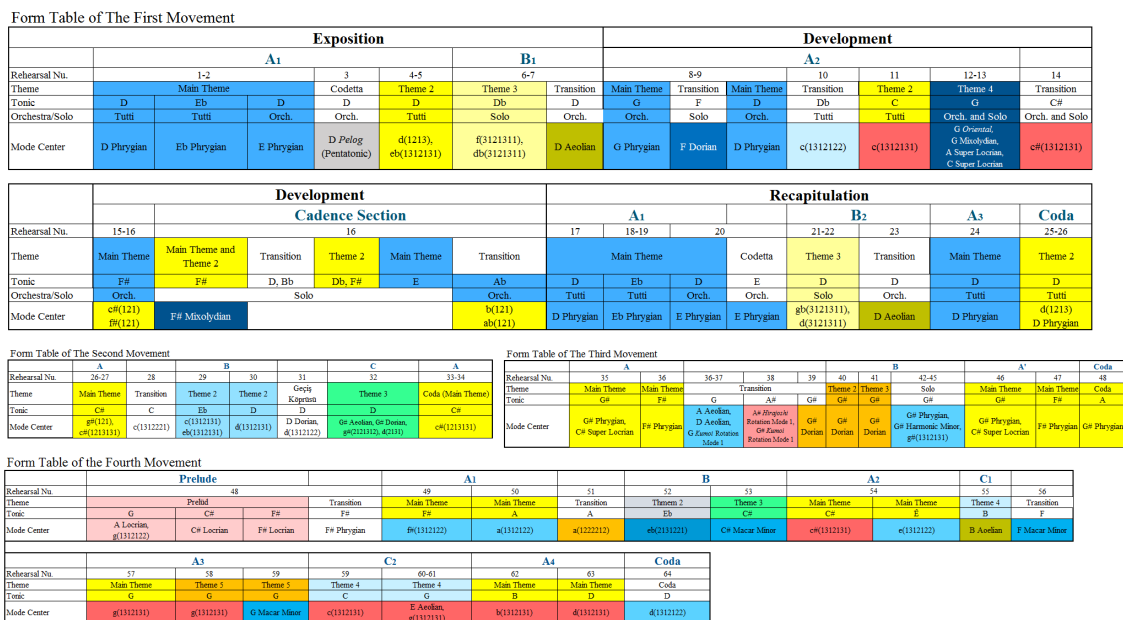 Form Table of The First Movement
Exposition Development
A1 B1 A2
Rehearsal Nu. 1-2 3 4-5 6-7 8-9 10 11 12-13 14
Theme Main Theme Codetta Theme 2 Theme 3 Transition Main Theme Transition Main Theme Transition Theme 2 Theme 4 Transition
Tonic D Eb D D D Db D G F D Db C G C#
Orchestra/Solo Tutti Tutti Orch. Orch. Tutti Solo Orch. Orch. Solo Orch. Tutti Tutti Orch. and Solo Orch. and Solo
Mode Center D Phrygian Eb Phrygian E Phrygian D Pelog (Pentatonic) d(1213), eb(1312131) f(3121311), db(3121311) D Aeolian G Phrygian F Dorian D Phrygian c(1312122) c(1312131) G Oriental, G Mixolydian, A Super Locrian, C Super Locrian c#(1312131)
Development Recapitulation
Cadence Section A1 B2 A3 Coda
Rehearsal Nu. 15-16 16 17 18-19 20 21-22 23 24 25-26
Theme Main Theme Main Theme and Theme 2 Transition Theme 2 Main Theme Transition Main Theme Codetta Theme 3 Transition Main Theme Theme 2
Tonic F# F# D, Bb Db, F# E Ab D Eb D E D D D D
Orchestra/Solo Orch. Solo Orch. Tutti Tutti Orch. Orch. Solo Orch. Tutti Tutti
Mode Center c#(121) f#(121) F# Mixolydian b(121) ab(121) D Phrygian Eb Phrygian E Phrygian E Phrygian gb(3121311), d(3121311) D Aeolian D Phrygian d(1213) D Phrygian
Form Table of The Second Movement
A B C A
Rehearsal Nu. 26-27 28 29 30 31 32 33-34
Theme Main Theme Transition Theme 2 Theme 2 Geçiş Köprüsü Theme 3 Coda (Main Theme)
Tonic C# C Eb D D D C#
Mode Center g#(121), c#(1213131) c(1312221) c(1312131) eb(1312131) d(1312131) D Dorian, d(1312122) G# Aeolian, G# Dorian, g#(2121312), d(2131) c#(1213131)
Form Table of The Third Movement
A B A' Coda
Rehearsal Nu. 35 36 36-37 38 39 40 41 42-45 46 47 48
Theme Main Theme Main Theme Transition Theme 2 Theme 3 Solo Main Theme Main Theme Coda
Tonic G# F# G A# G# G# G# G# G# F# A
Mode Center G# Phrygian, C# Super Locrian F# Phrygian A Aeolian, D Aeolian, G Kumoi Rotation Mode 1 A# Hirajoshi Rotation Mode 1, G# Kumoi Rotation Mode 1 G# Dorian G# Dorian G# Dorian G# Phrygian, G# Harmonic Minor, g#(1312131) G# Phrygian, C# Super Locrian F# Phrygian G# Phrygian
Form Table of the Fourth Movement
Prelude A1 B A2 C1
Rehearsal Nu. 48 49 50 51 52 53 54 55 56
Theme Prelüd Transition Main Theme Main Theme Transition Thmem 2 Theme 3 Main Theme Main Theme Theme 4 Transition
Tonic G C# F# F# A A Eb C# C# E B F
Mode Center A Locrian, g(1312122) C# Locrian F# Locrian F# Phrygian f#(1312122) a(1312122) a(1222212) eb(2131221) C# Macar Minor c#(1312131) e(1312122) B Aeolian F Macar Minor
A3 C2 A4 Coda
Rehearsal Nu. 57 58 59 59 60-61 62 63 64
Theme Main Theme Theme 5 Theme 5 Theme 4 Theme 4 Main Theme Main Theme Coda
Tonic G G G C G B D D
Mode Center g(1312131) g(1312131) G Macar Minor c(1312131) E Aeolian, g(1312131) b(1312131) d(1312131) d(1312122)